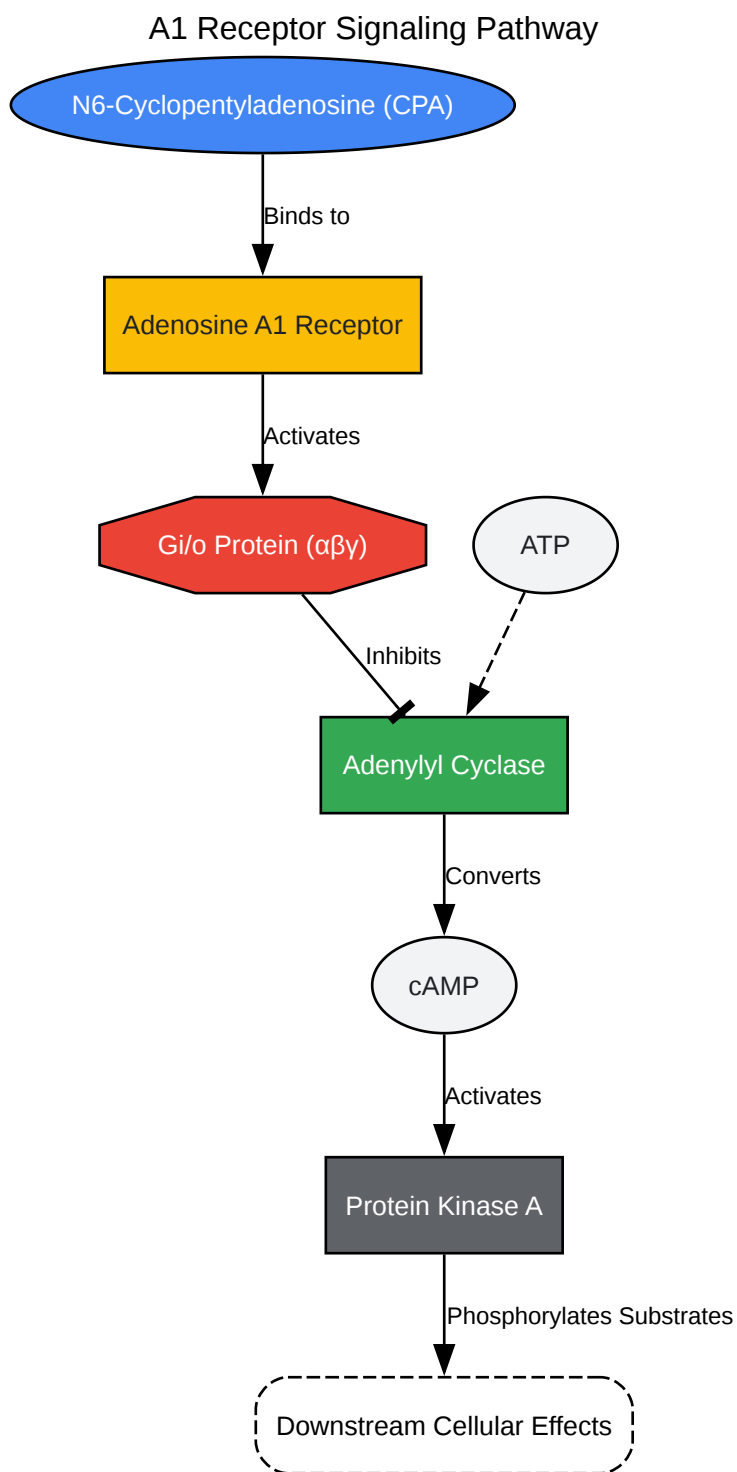 A1 Receptor Signaling Pathway
N6-Cyclopentyladenosine (CPA)
Binds to
Adenosine A1 Receptor
Activates
Gi/o Protein (αβγ)
ATP
Inhibits
Adenylyl Cyclase
Converts
cAMP
Activates
Protein Kinase A
Phosphorylates Substrates
Downstream Cellular Effects